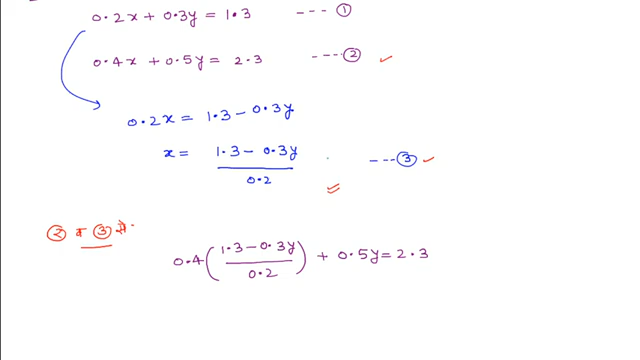 0.2x + 0.3y = 1.3 ---- ①
0.4x + 0.5y = 2.3 ---- ② ✓
0.2x = 1.3 - 0.3y
x = (1.3 - 0.3y)/0.2 --- ③ ✓
② व ③ से
0.4((1.3 - 0.3y)/0.2) + 0.5y = 2.3